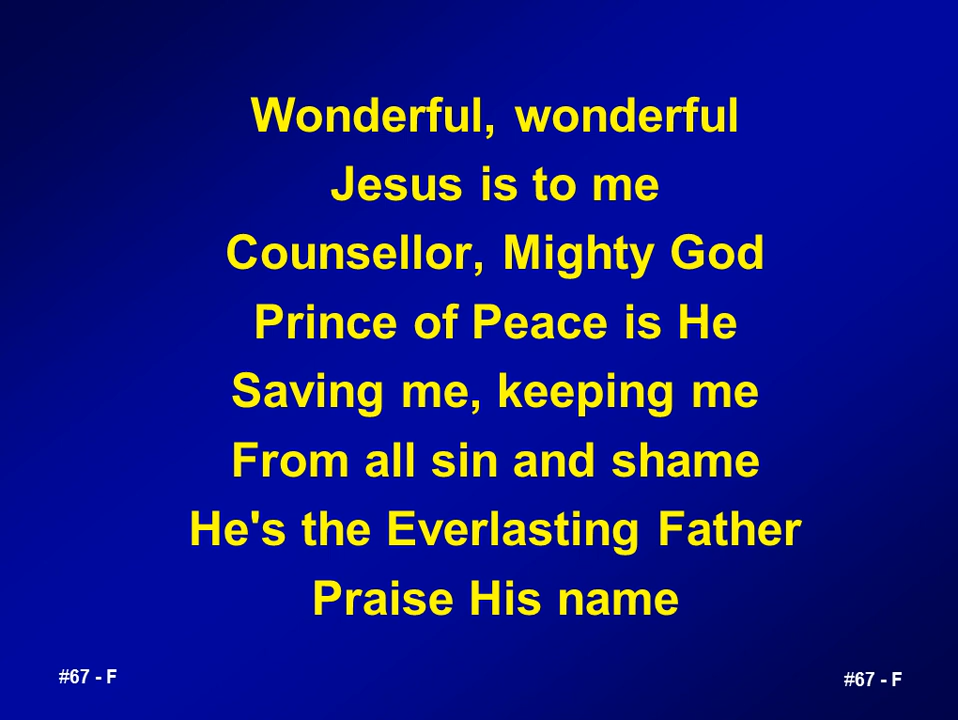 Wonderful, wonderful
Jesus is to me
Counsellor, Mighty God
Prince of Peace is He
Saving me, keeping me
From all sin and shame
He's the Everlasting Father
Praise His name
#67 - F
#67 - F